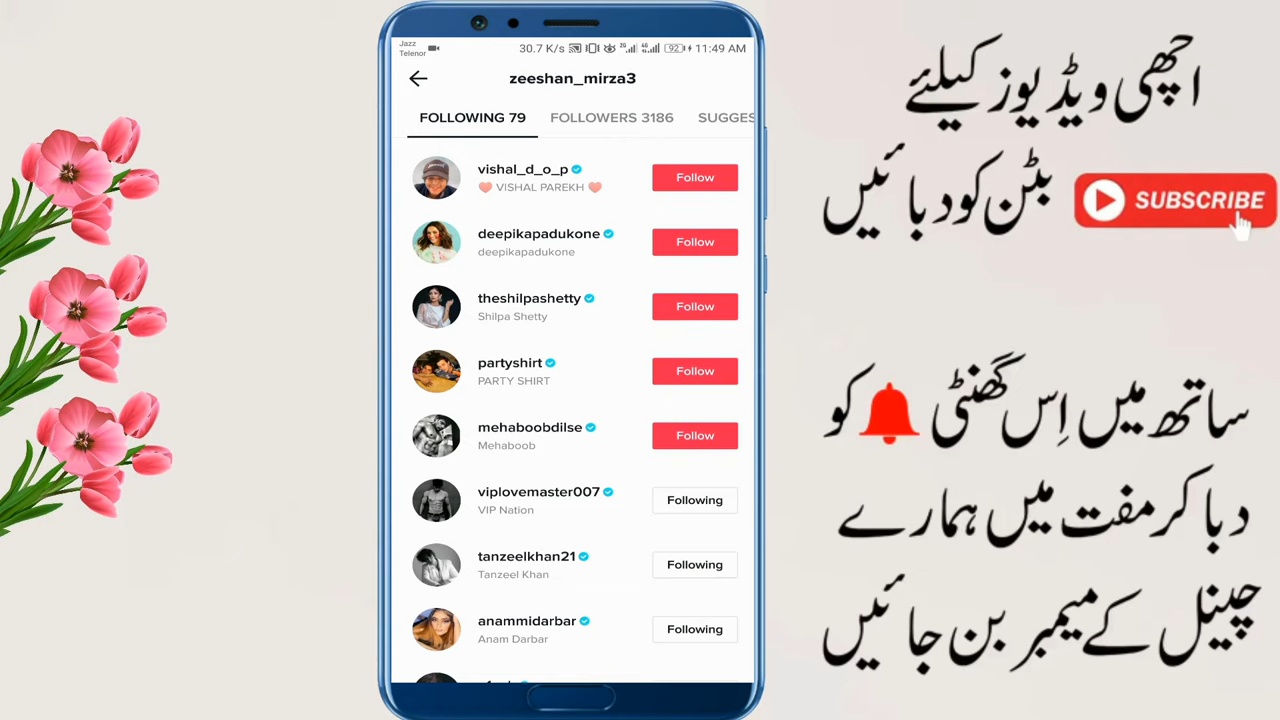 Jazz
Telenor
30.7 K/s 2G 4G 92 11:49 AM
zeeshan_mirza3
FOLLOWING 79 FOLLOWERS 3186 SUGGES
vishal_d_o_p
VISHAL PAREKH
Follow
deepikapadukone
deepikapadukone
Follow
theshilpashetty
Shilpa Shetty
Follow
partyshirt
PARTY SHIRT
Follow
mehaboobdilse
Mehaboob
Follow
viplovemaster007
VIP Nation
Following
tanzeelkhan21
Tanzeel Khan
Following
anammidarbar
Anam Darbar
Following
اچھی ویڈیوز کیلئے
بٹن کو دبائیں SUBSCRIBE
ساتھ میں اِس گھنٹی کو
دبا کر مفت میں ہمارے
چینل کے میمبر بن جائیں